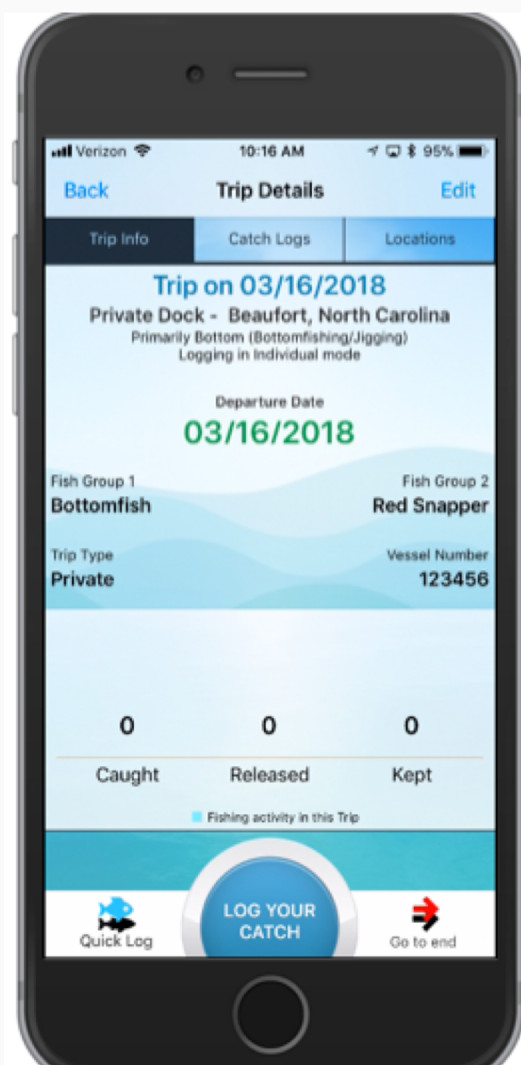 Verizon 10:16 AM 95%
Back Trip Details Edit
Trip Info Catch Logs Locations
Trip on 03/16/2018
Private Dock - Beaufort, North Carolina
Primarily Bottom (Bottomfishing/Jigging)
Logging in Individual mode
Departure Date
03/16/2018
Fish Group 1 Fish Group 2
Bottomfish Red Snapper
Trip Type Vessel Number
Private 123456
0 0 0
Caught Released Kept
Fishing activity in this Trip
LOG YOUR
CATCH
Quick Log Go to end